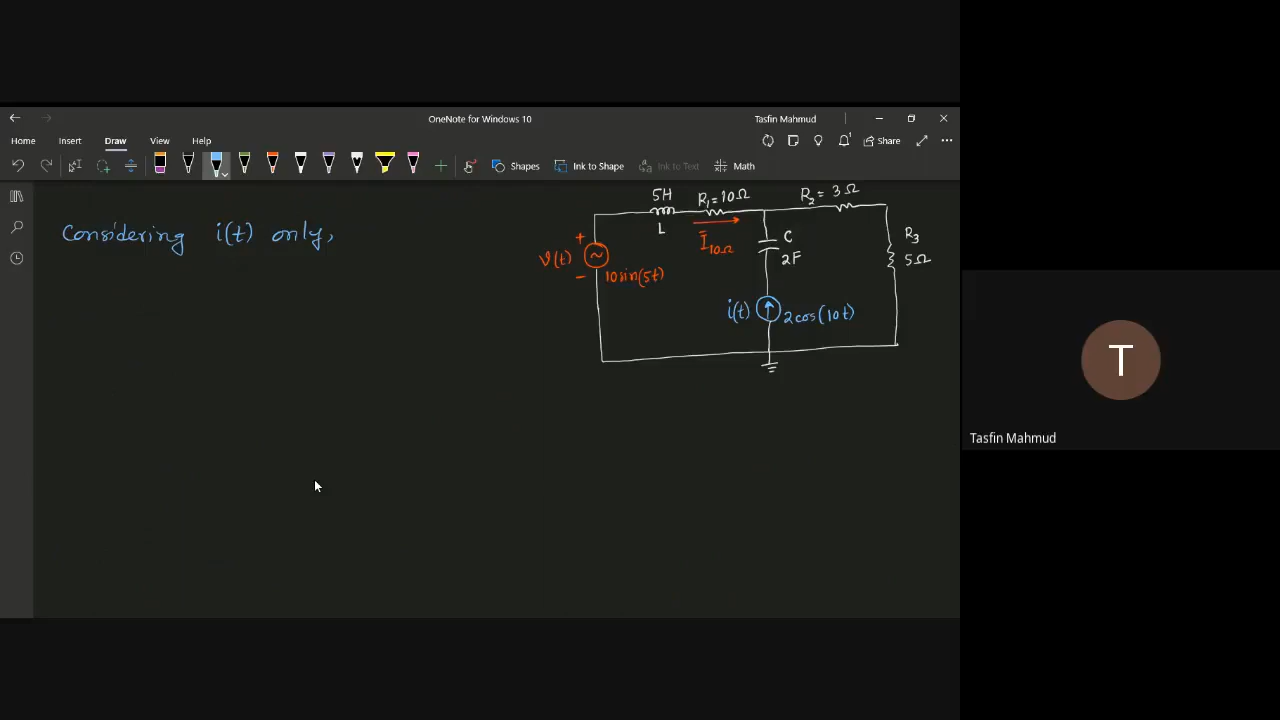 OneNote for Windows 10
Tasfin Mahmud
Home Insert Draw View Help
Share
Shapes Ink to Shape Ink to Text Math
Considering i(t) only,
5H
L
R₁=10Ω
R₂= 3Ω
Ī₁₀Ω
C
2F
R₃
5Ω
v(t)
+
−
10sin(5t)
i(t)
2cos(10t)
T
Tasfin Mahmud